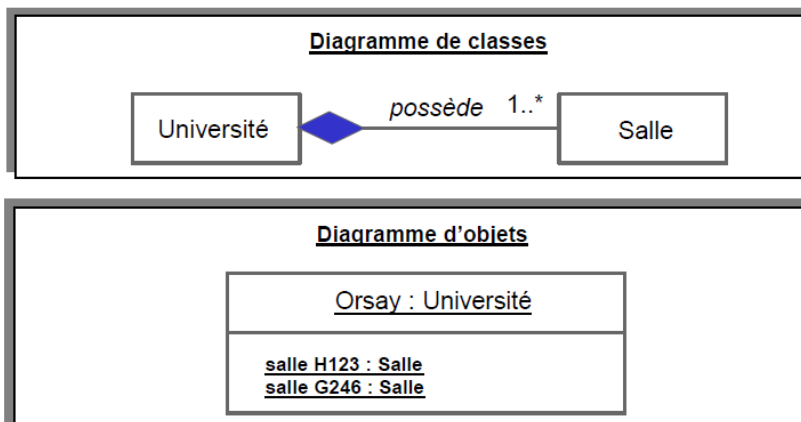 Diagramme de classes
possède 1..*
Université
Salle
Diagramme d'objets
Orsay : Université
salle H123 : Salle
salle G246 : Salle